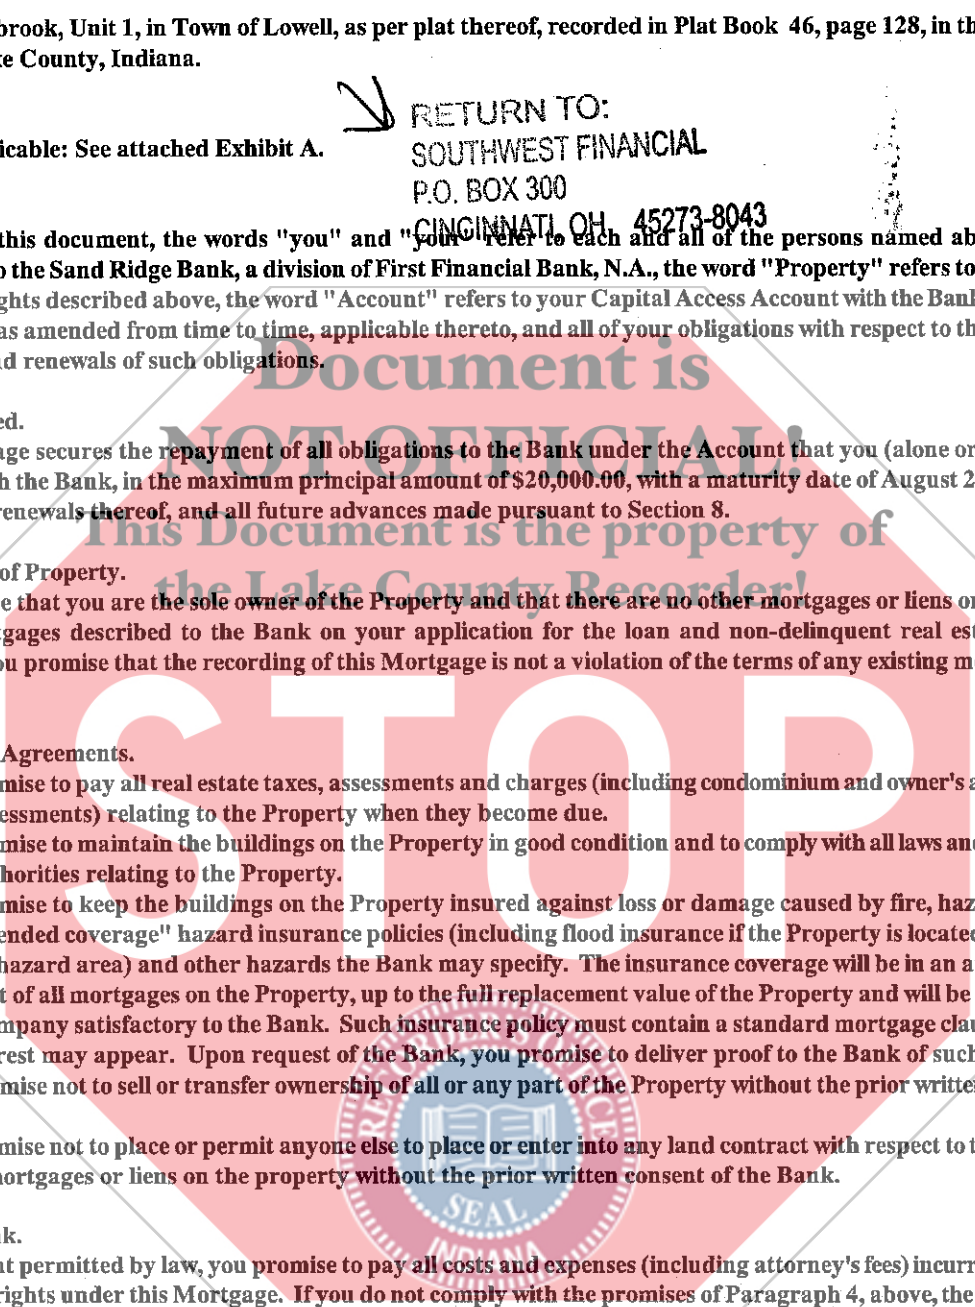 brook, Unit 1, in Town of Lowell, as per plat thereof, recorded in Plat Book 46, page 128, in th
ke County, Indiana.
RETURN TO:
SOUTHWEST FINANCIAL
P.O. BOX 300
CINCINNATI, OH 45273-8043
icable: See attached Exhibit A.
this document, the words "you" and "your" refer to each and all of the persons named ab
o the Sand Ridge Bank, a division of First Financial Bank, N.A., the word "Property" refers to
ghts described above, the word "Account" refers to your Capital Access Account with the Bank
as amended from time to time, applicable thereto, and all of your obligations with respect to th
nd renewals of such obligations.
Document is
NOT OFFICIAL!
This Document is the property of
the Lake County Recorder!
ed.
age secures the repayment of all obligations to the Bank under the Account that you (alone or
h the Bank, in the maximum principal amount of $20,000.00, with a maturity date of August 2
renewals thereof, and all future advances made pursuant to Section 8.
of Property.
e that you are the sole owner of the Property and that there are no other mortgages or liens on
gages described to the Bank on your application for the loan and non-delinquent real est
ou promise that the recording of this Mortgage is not a violation of the terms of any existing m
STOP
Agreements.
mise to pay all real estate taxes, assessments and charges (including condominium and owner's a
essments) relating to the Property when they become due.
mise to maintain the buildings on the Property in good condition and to comply with all laws and
horities relating to the Property.
mise to keep the buildings on the Property insured against loss or damage caused by fire, haz
ended coverage" hazard insurance policies (including flood insurance if the Property is located
hazard area) and other hazards the Bank may specify. The insurance coverage will be in an a
t of all mortgages on the Property, up to the full replacement value of the Property and will be
mpany satisfactory to the Bank. Such insurance policy must contain a standard mortgage clau
rest may appear. Upon request of the Bank, you promise to deliver proof to the Bank of such
mise not to sell or transfer ownership of all or any part of the Property without the prior writte
mise not to place or permit anyone else to place or enter into any land contract with respect to t
mortgages or liens on the property without the prior written consent of the Bank.
RECORDER'S OFFICE
SEAL
INDIANA
nk.
nt permitted by law, you promise to pay all costs and expenses (including attorney's fees) incurr
rights under this Mortgage. If you do not comply with the promises of Paragraph 4, above, the